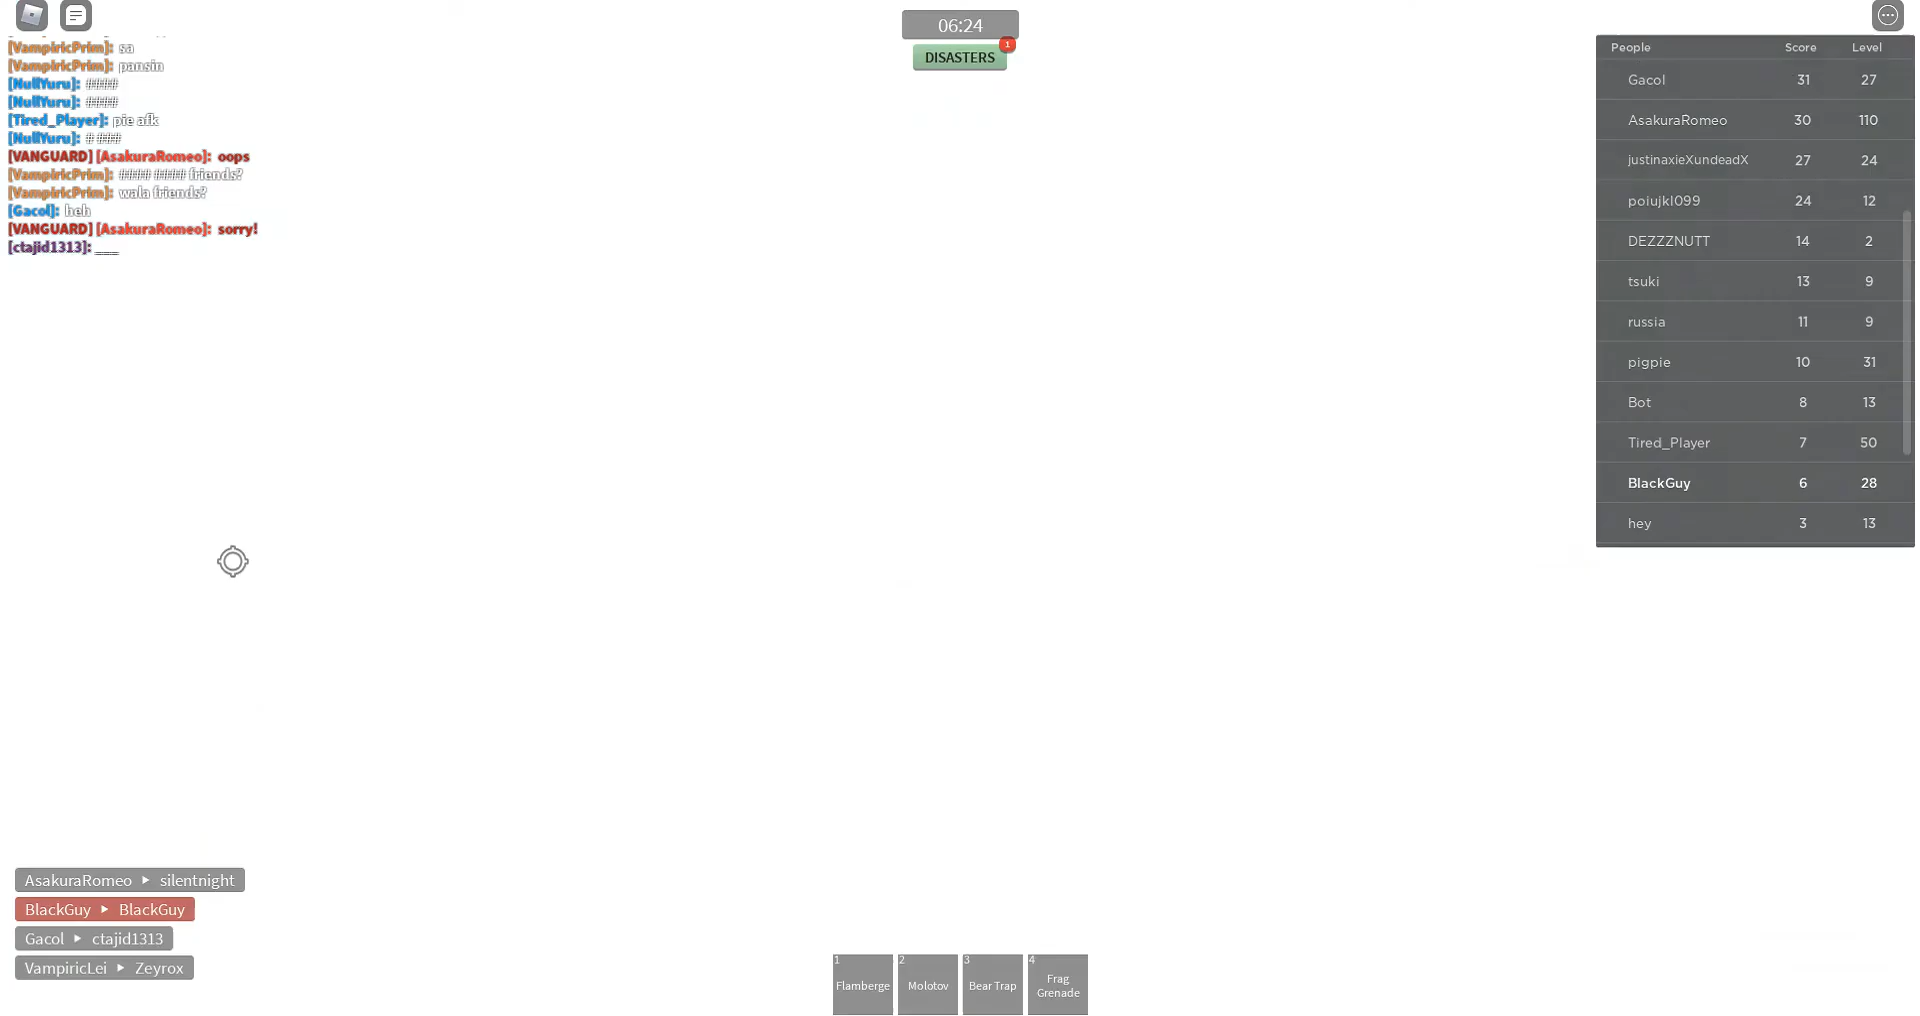 06:24
DISASTERS 1
[VampiricPrim]: sa
[VampiricPrim]: pansin
[NullYuru]: ####
[NullYuru]: ####
[Tired_Player]: pie afk
[NullYuru]: # ###
[VANGUARD] [AsakuraRomeo]: oops
[VampiricPrim]: #### #### friends?
[VampiricPrim]: wala friends?
[Gacol]: heh
[VANGUARD] [AsakuraRomeo]: sorry!
[ctajid1313]: ___
People Score Level
Gacol 31 27
AsakuraRomeo 30 110
justinaxieXundeadX 27 24
poiujkl099 24 12
DEZZZNUTT 14 2
tsuki 13 9
russia 11 9
pigpie 10 31
Bot 8 13
Tired_Player 7 50
BlackGuy 6 28
hey 3 13
AsakuraRomeo ▸ silentnight
BlackGuy ▸ BlackGuy
Gacol ▸ ctajid1313
VampiricLei ▸ Zeyrox
1 Flamberge
2 Molotov
3 Bear Trap
4 Frag
Grenade